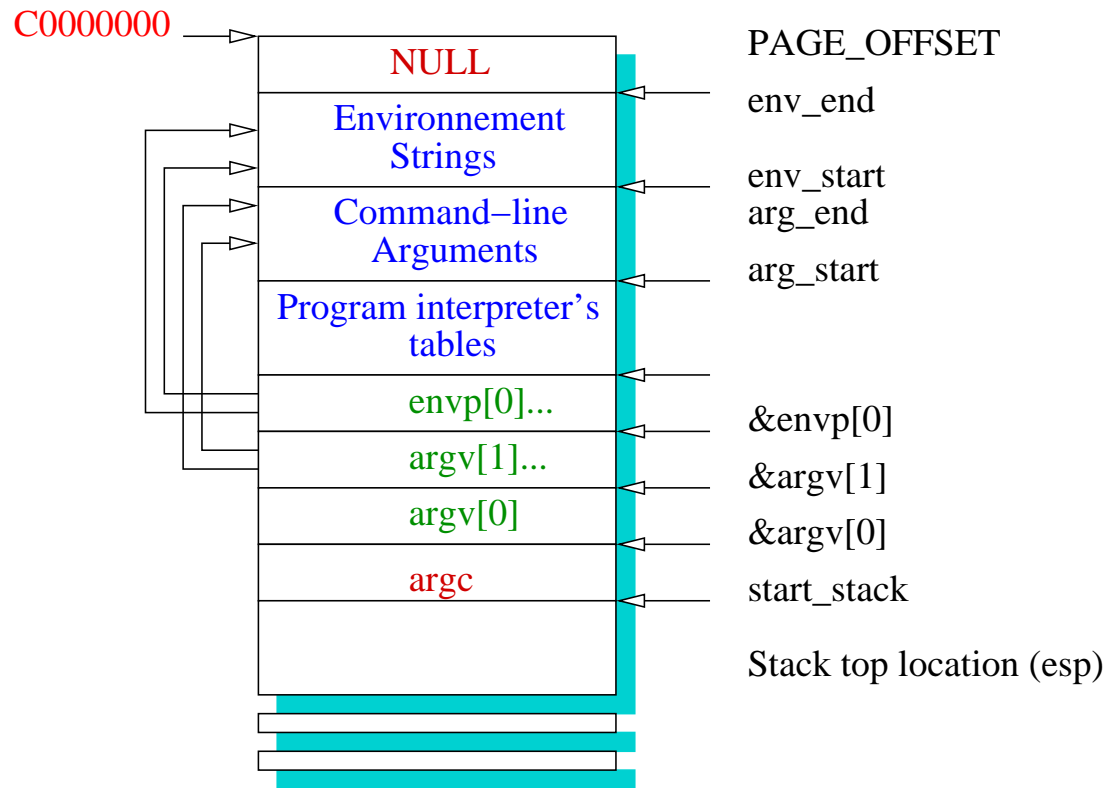 C0000000
PAGE_OFFSET
NULL
env_end
Environnement
Strings
env_start
arg_end
Command−line
Arguments
arg_start
Program interpreter’s
tables
envp[0]...
&envp[0]
argv[1]...
&argv[1]
argv[0]
&argv[0]
argc
start_stack
Stack top location (esp)